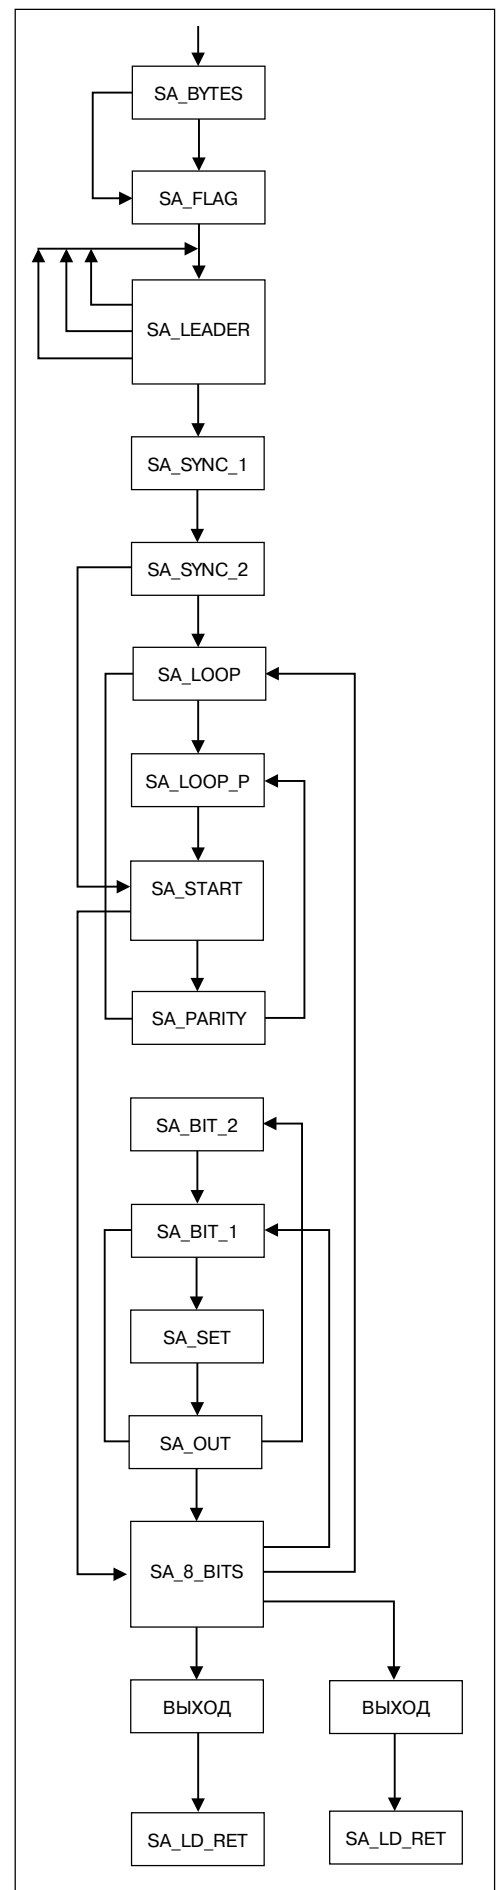 SA_BYTES
SA_FLAG
SA_LEADER
SA_SYNC_1
SA_SYNC_2
SA_LOOP
SA_LOOP_P
SA_START
SA_PARITY
SA_BIT_2
SA_BIT_1
SA_SET
SA_OUT
SA_8_BITS
ВЫХОД
ВЫХОД
SA_LD_RET
SA_LD_RET